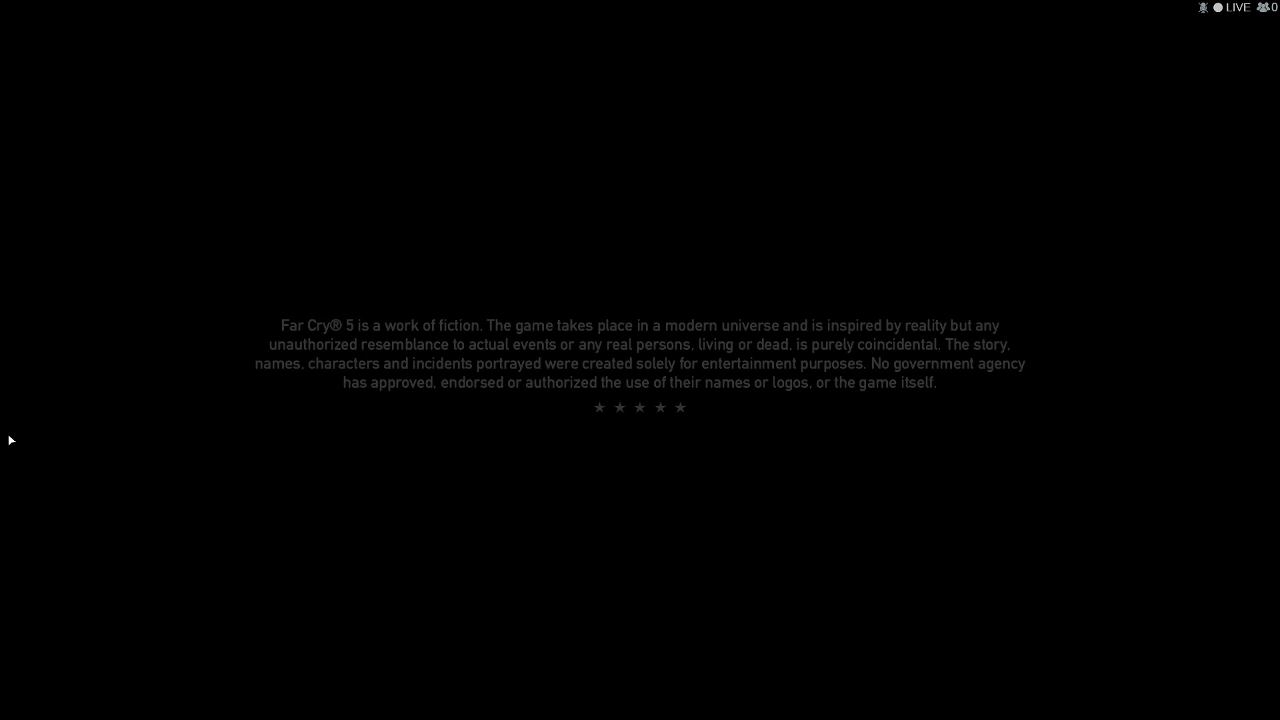 LIVE 0
Far Cry® 5 is a work of fiction. The game takes place in a modern universe and is inspired by reality but any
unauthorized resemblance to actual events or any real persons, living or dead, is purely coincidental. The story,
names, characters and incidents portrayed were created solely for entertainment purposes. No government agency
has approved, endorsed or authorized the use of their names or logos, or the game itself.
★ ★ ★ ★ ★